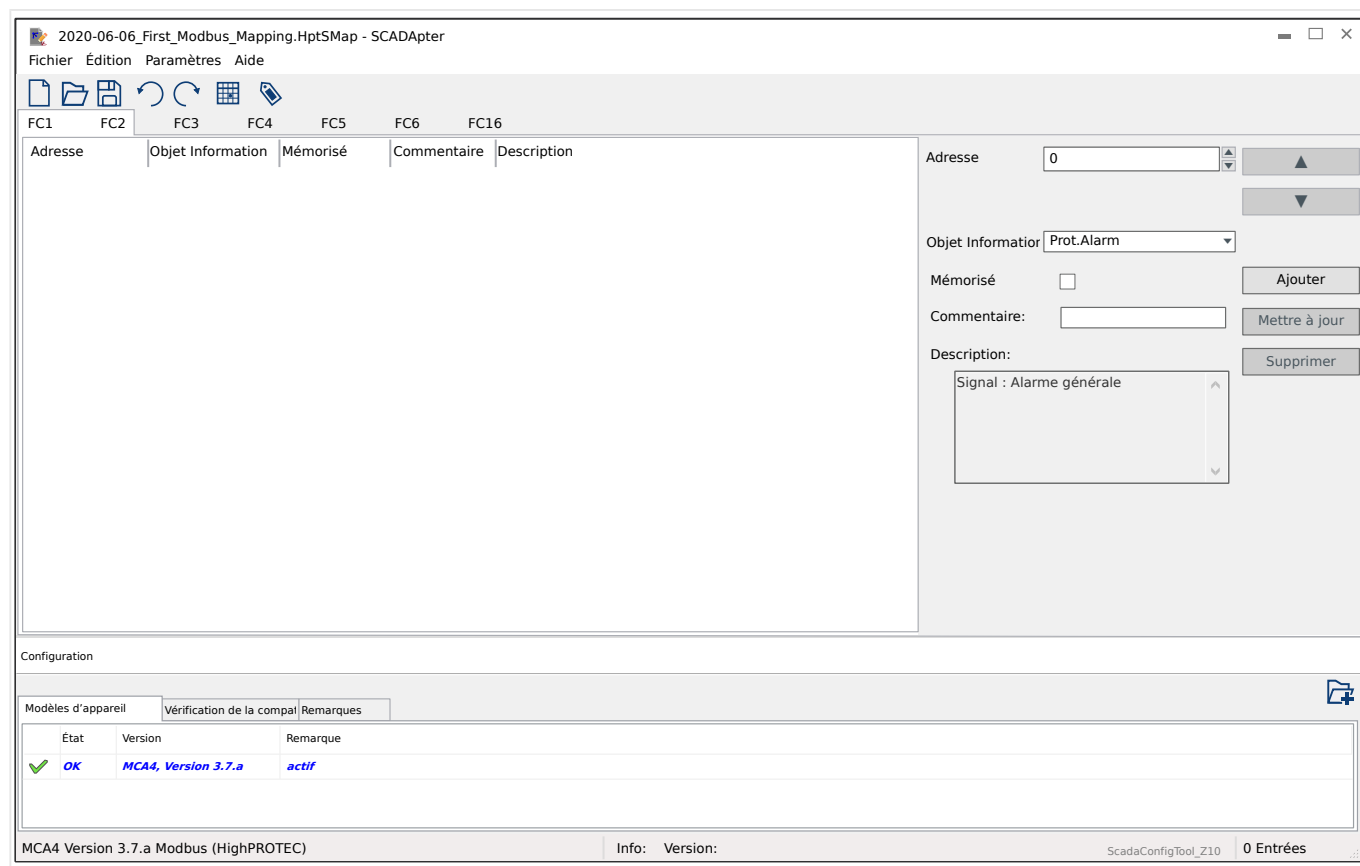 2020-06-06_First_Modbus_Mapping.HptSMap - SCADApter
Fichier Édition Paramètres Aide
FC1 FC2 FC3 FC4 FC5 FC6 FC16
Adresse Objet Information Mémorisé Commentaire Description
Adresse 0
Objet Information Prot.Alarm
Mémorisé Ajouter
Commentaire: Mettre à jour
Description: Supprimer
Signal : Alarme générale
Configuration
Modèles d’appareil Vérification de la compat Remarques
État Version Remarque
OK MCA4, Version 3.7.a actif
MCA4 Version 3.7.a Modbus (HighPROTEC) Info: Version: ScadaConfigTool_Z10 0 Entrées